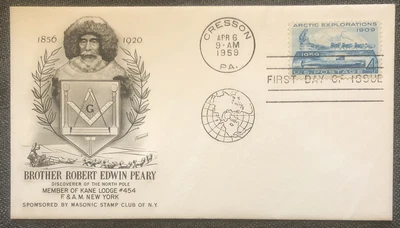 1856 1920
G
BROTHER ROBERT EDWIN PEARY
DISCOVERER OF THE NORTH POLE
MEMBER OF KANE LODGE #454
F. & A.M. NEW YORK
SPONSORED BY MASONIC STAMP CLUB OF N.Y.
CRESSON
APR 6
9-AM
1959
PA.
ARCTIC EXPLORATIONS
1909
1959
U.S. POSTAGE 4¢
FIRST DAY OF ISSUE